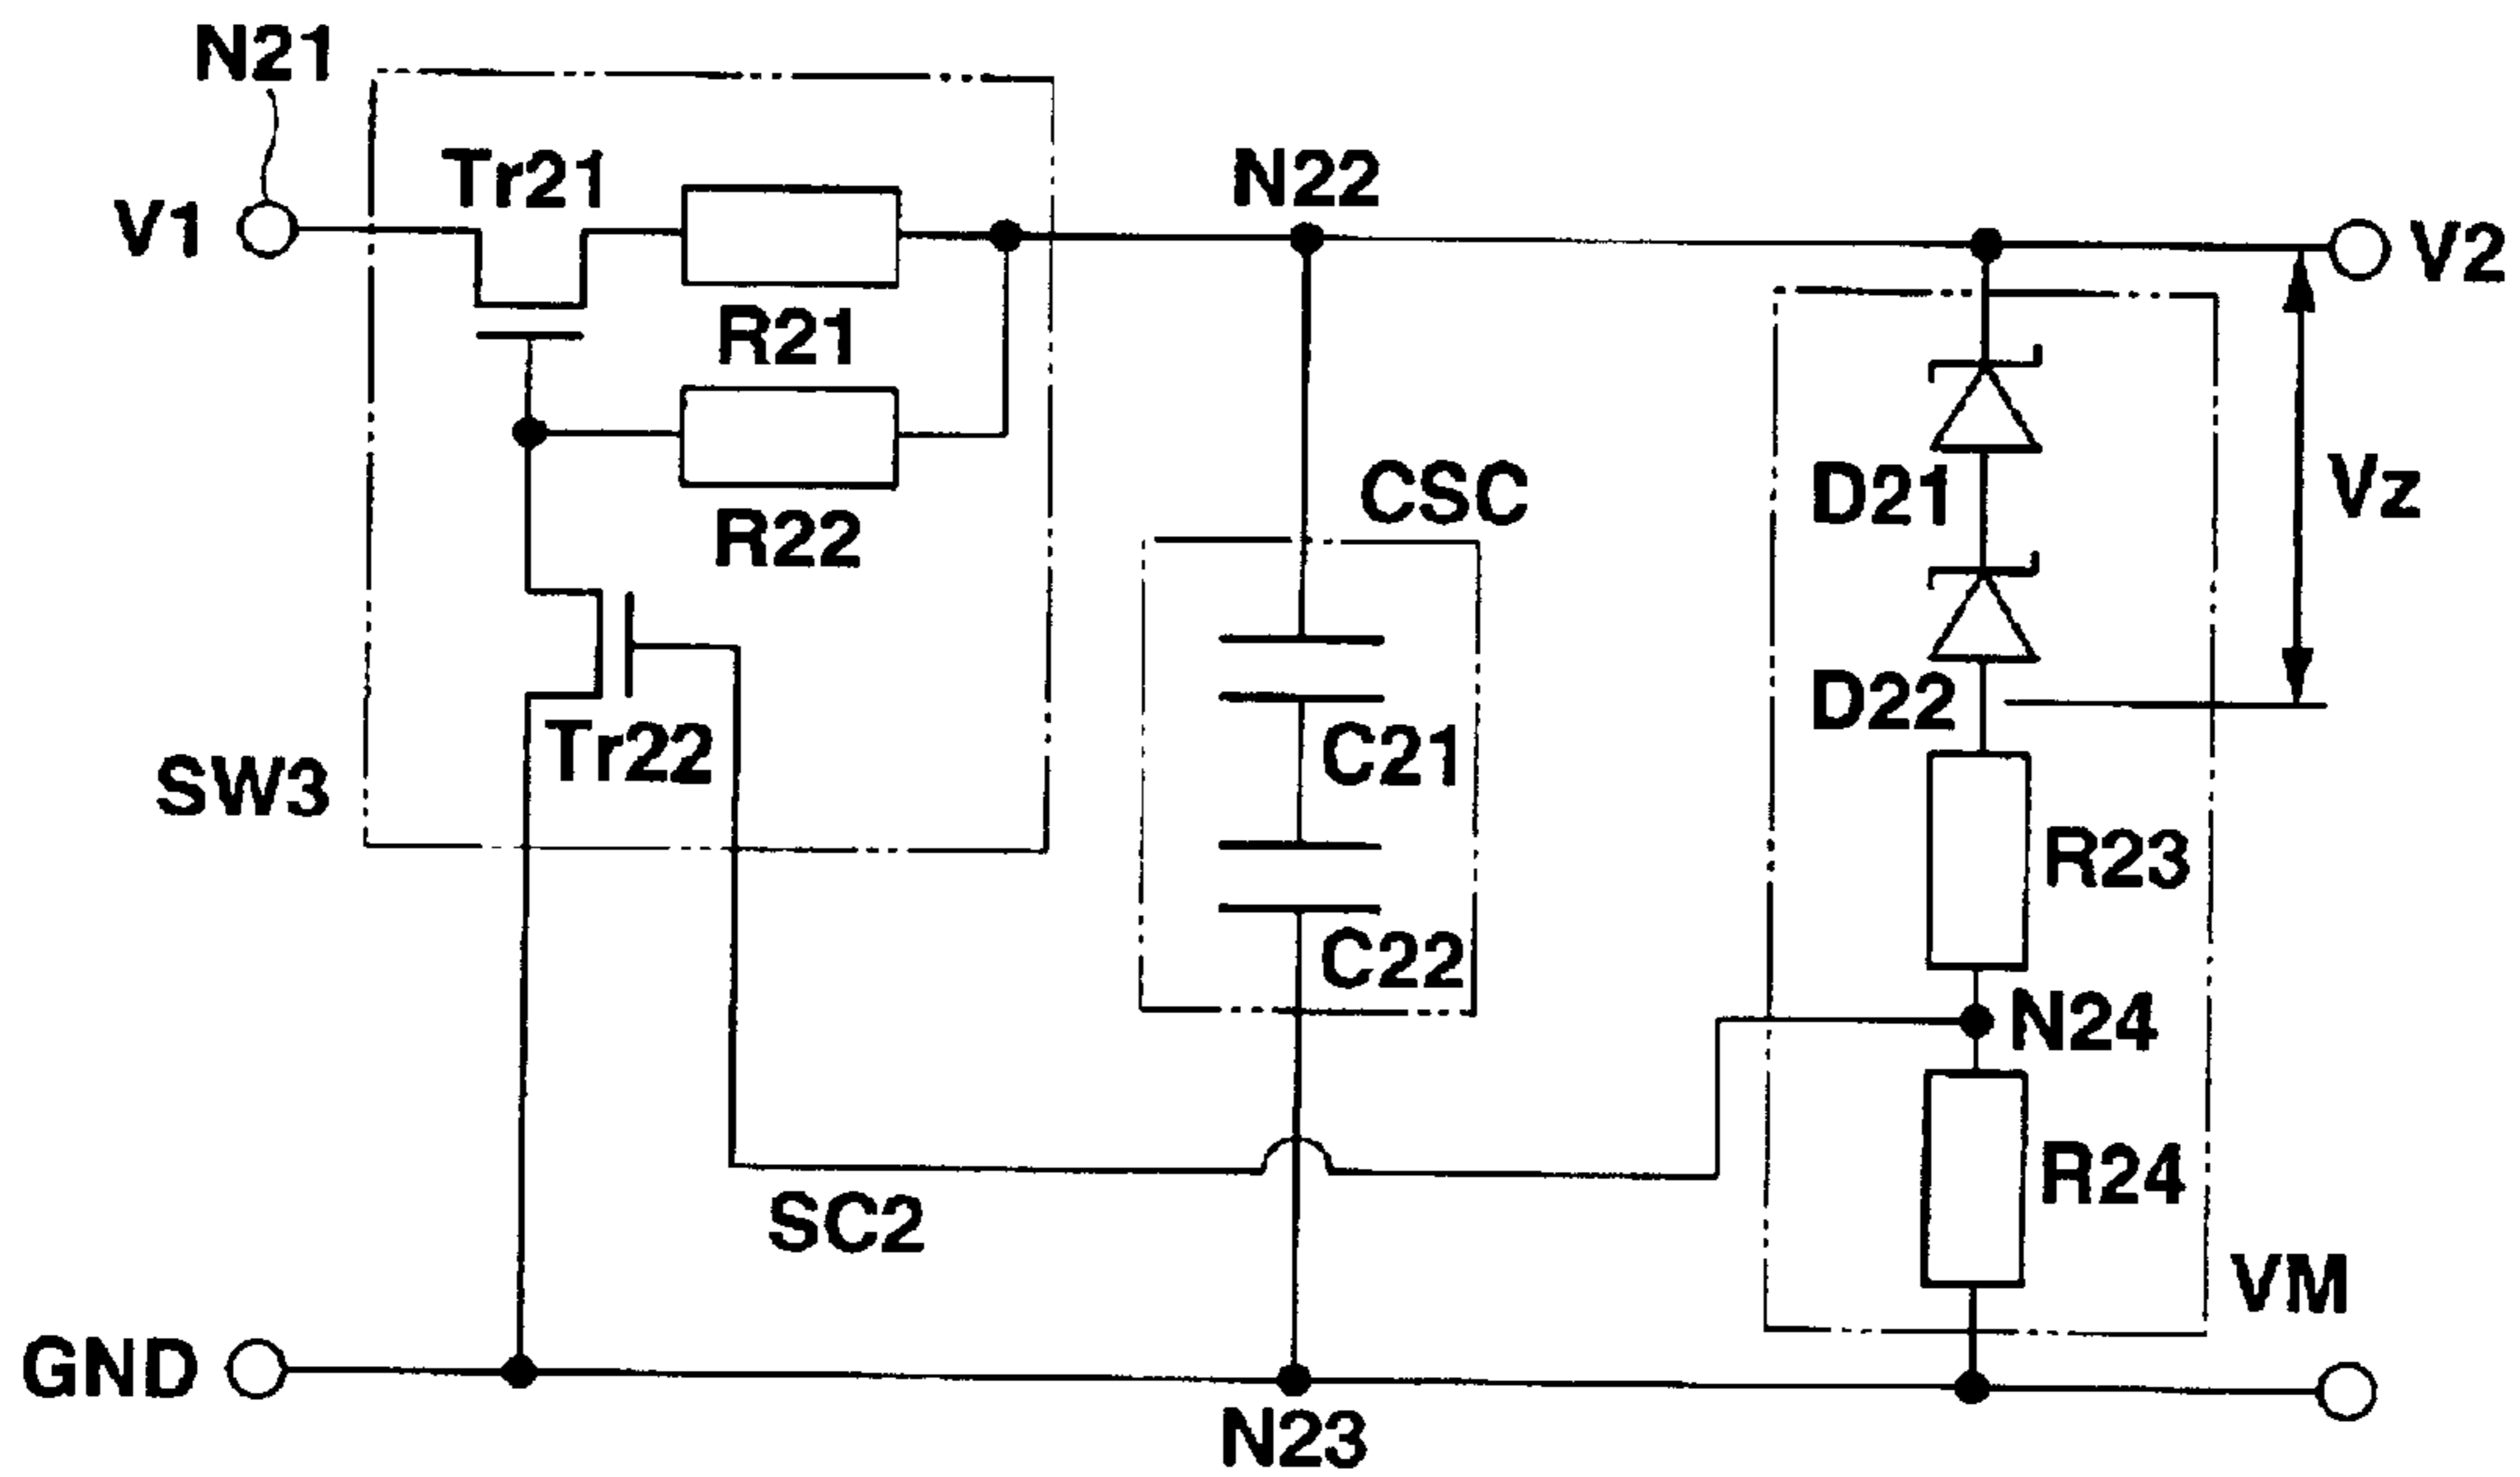 N21
Tr21
N22
V1
V2
R21
CSC
D21
Vz
R22
D22
Tr22
C21
SW3
R23
C22
N24
R24
SC2
VM
GND
N23